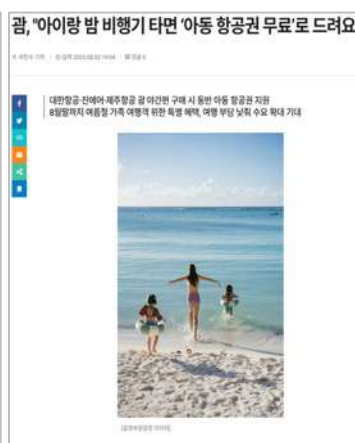 괌, "아이랑 밤 비행기 타면 ‘아동 항공권 무료’로 드려요
대한항공·진에어·제주항공 괌 야간편 구매 시 동반 아동 항공권 지원
8월말까지 여름철 가족 여행객 위한 특별 혜택, 여행 부담 낮춰 수요 확대 기대